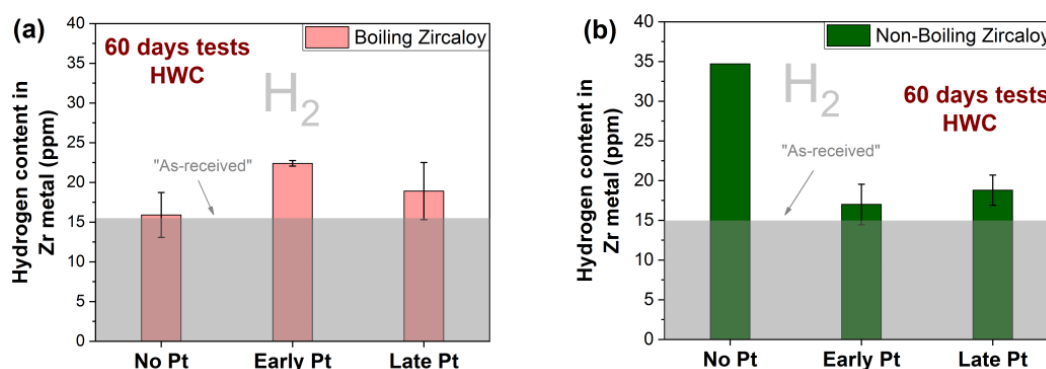 (a)
60 days tests
HWC
Boiling Zircaloy
H2
"As-received"
Hydrogen content in
Zr metal (ppm)
40
35
30
25
20
15
10
5
0
No Pt Early Pt Late Pt
(b)
Non-Boiling Zircaloy
H2
60 days tests
HWC
"As-received"
Hydrogen content in
Zr metal (ppm)
40
35
30
25
20
15
10
5
0
No Pt Early Pt Late Pt